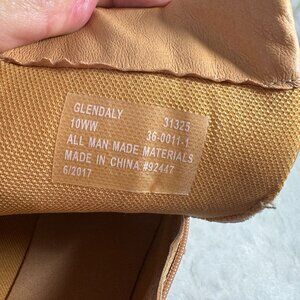 GLENDALY 31325
10WW 36-0011-1
ALL MAN MADE MATERIALS
MADE IN CHINA #92447
6/2017